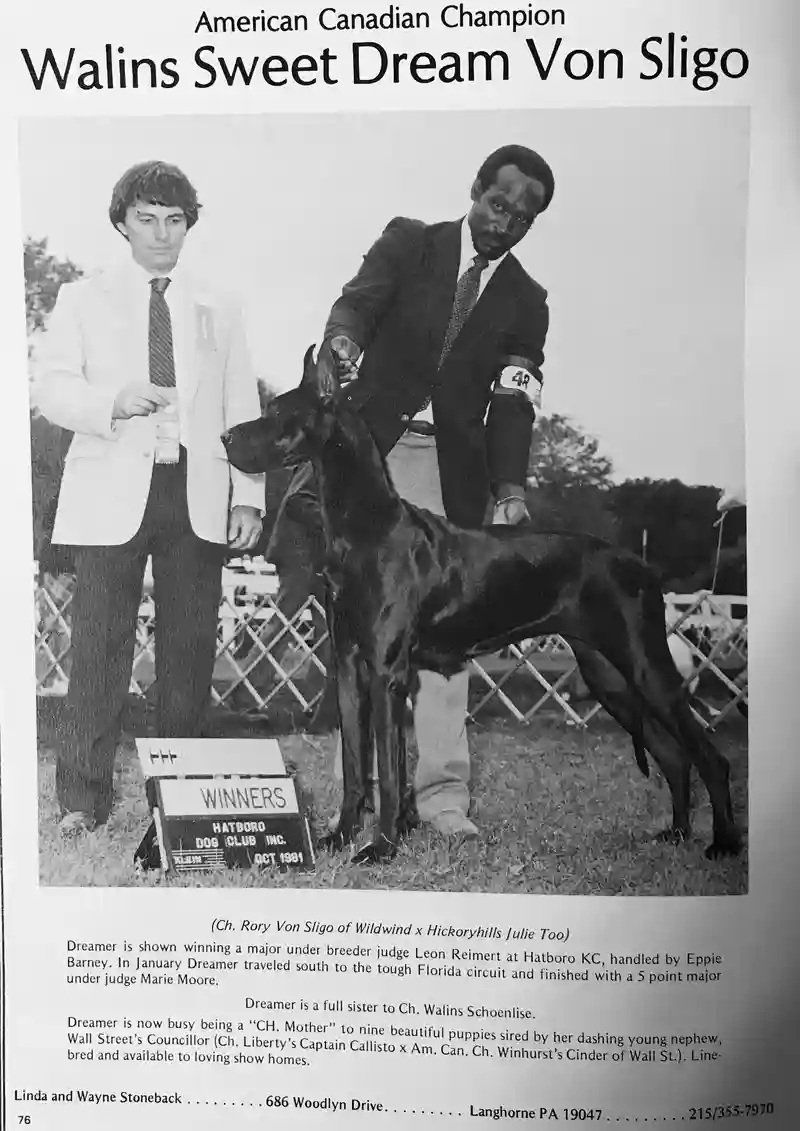 American Canadian Champion
Walins Sweet Dream Von Sligo
WINNERS
HATBORO
DOG CLUB INC.
KLEIN
OCT 1981
(Ch. Rory Von Sligo of Wildwind x Hickoryhills Julie Too)
Dreamer is shown winning a major under breeder judge Leon Reimert at Hatboro KC, handled by Eppie
Barney. In January Dreamer traveled south to the tough Florida circuit and finished with a 5 point major
under judge Marie Moore.
Dreamer is a full sister to Ch. Walins Schoenlise.
Dreamer is now busy being a "CH. Mother" to nine beautiful puppies sired by her dashing young nephew,
Wall Street's Councillor (Ch. Liberty's Captain Callisto x Am. Can. Ch. Winhurst's Cinder of Wall St.). Line-
bred and available to loving show homes.
Linda and Wayne Stoneback . . . . . . . . . 686 Woodlyn Drive. . . . . . . . . Langhorne PA 19047 . . . . . . . . . 215/355-7970
76